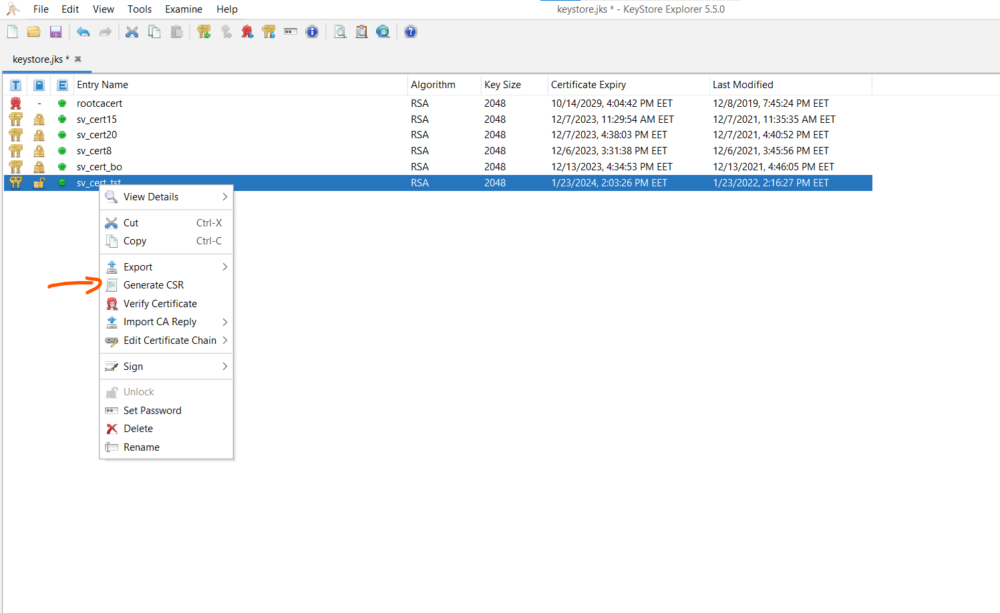 File Edit View Tools Examine Help
keystore.jks * - KeyStore Explorer 5.5.0
keystore.jks *
T E Entry Name Algorithm Key Size Certificate Expiry Last Modified
- rootcacert RSA 2048 10/14/2029, 4:04:42 PM EET 12/8/2019, 7:45:24 PM EET
sv_cert15 RSA 2048 12/7/2023, 11:29:54 AM EET 12/7/2021, 11:35:35 AM EET
sv_cert20 RSA 2048 12/7/2023, 4:38:03 PM EET 12/7/2021, 4:40:52 PM EET
sv_cert8 RSA 2048 12/6/2023, 3:31:38 PM EET 12/6/2021, 3:45:56 PM EET
sv_cert_bo RSA 2048 12/13/2023, 4:34:53 PM EET 12/13/2021, 4:46:05 PM EET
sv_cert_tst RSA 2048 1/23/2024, 2:03:26 PM EET 1/23/2022, 2:16:27 PM EET
View Details
Cut Ctrl-X
Copy Ctrl-C
Export
Generate CSR
Verify Certificate
Import CA Reply
Edit Certificate Chain
Sign
Unlock
Set Password
Delete
Rename